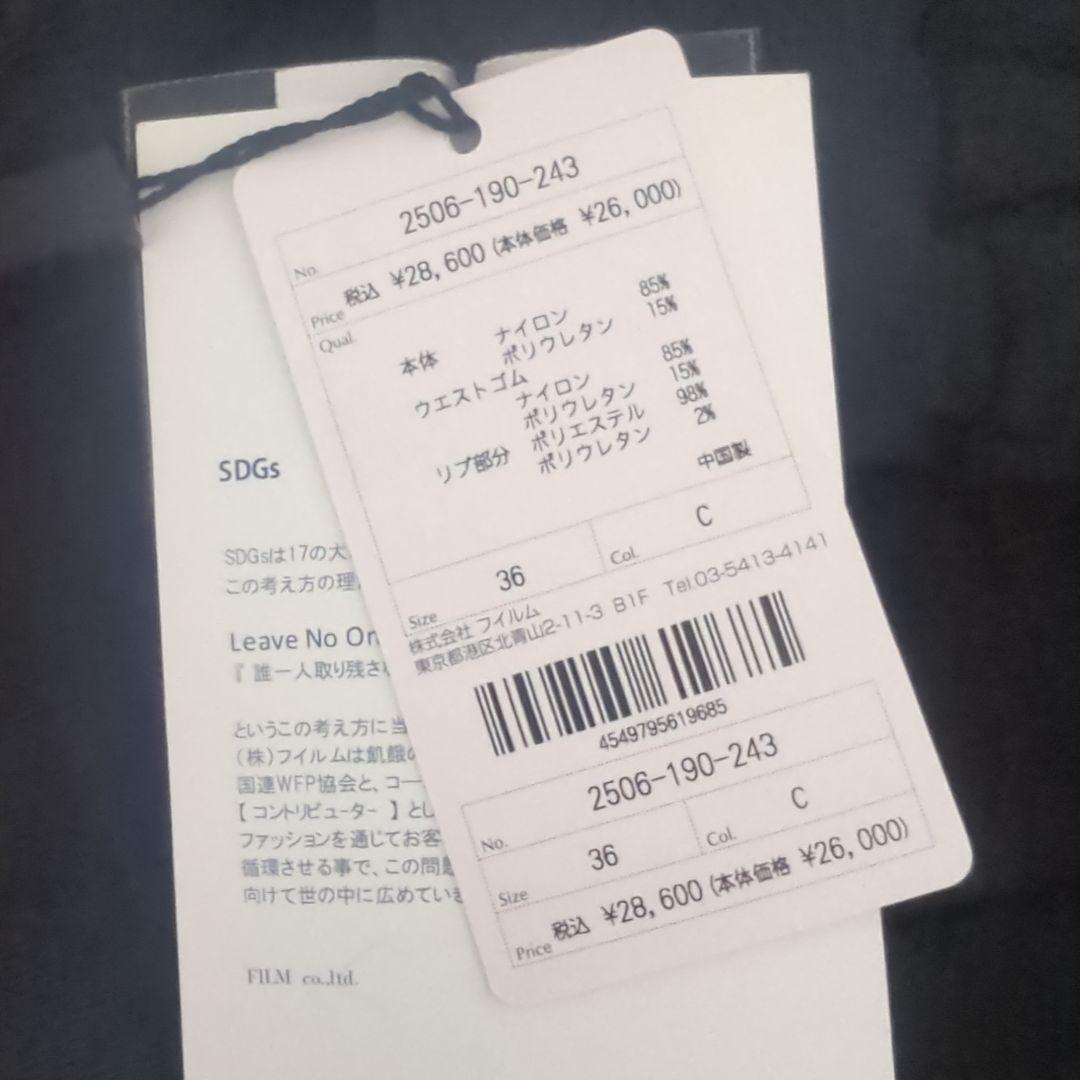 No. 2506-190-243
Price 税込 ¥28,600 (本体価格 ¥26,000)
Qual.
本体 ナイロン 85%
ポリウレタン 15%
ウエストゴム
ナイロン 85%
ポリウレタン 15%
リブ部分 ポリエステル 98%
ポリウレタン 2%
中国製
Size 36 Col. C
株式会社 フイルム
東京都港区北青山2-11-3 B1F Tel.03-5413-4141
4549795619685
No. 2506-190-243
Size 36 Col. C
Price 税込 ¥28,600 (本体価格 ¥26,000)
SDGs
SDGsは17の大
この考え方の理
Leave No On
『 誰一人取り残さ
というこの考え方に当
(株)フイルムは飢餓の
国連WFP協会と、コー
【 コントリビューター 】 とし
ファッションを通じてお客
循環させる事で、この問題
向けて世の中に広めていき
FILM co.,ltd.